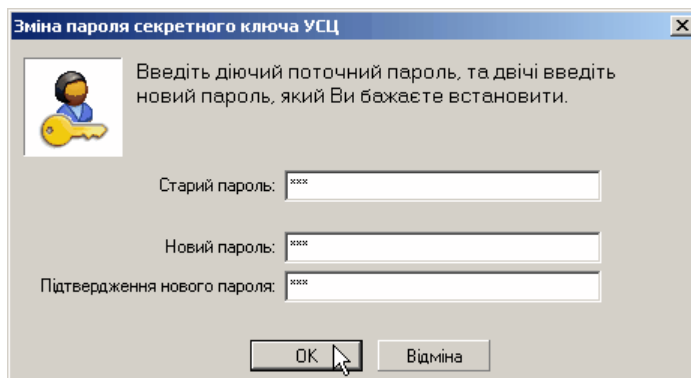 Зміна пароля секретного ключа УСЦ
Введіть діючий поточний пароль, та двічі введіть
новий пароль, який Ви бажаєте встановити.
Старий пароль: ***
Новий пароль: ***
Підтвердження нового пароля: ***
OK Відміна